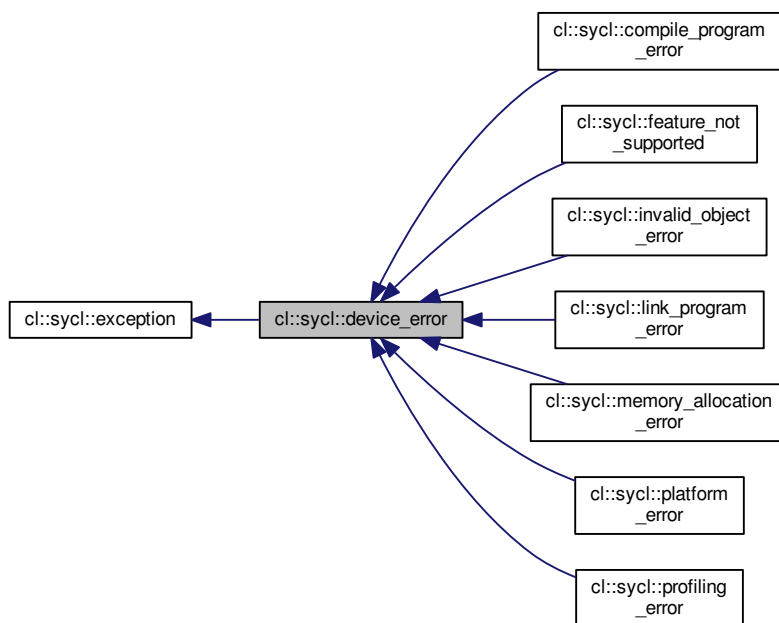 cl::sycl::compile_program
_error
cl::sycl::feature_not
_supported
cl::sycl::invalid_object
_error
cl::sycl::exception
cl::sycl::device_error
cl::sycl::link_program
_error
cl::sycl::memory_allocation
_error
cl::sycl::platform
_error
cl::sycl::profiling
_error